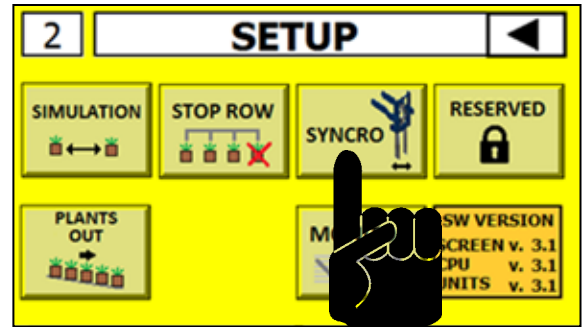 2
SETUP
SIMULATION
STOP ROW
SYNCRO
RESERVED
PLANTS
OUT
SW VERSION
SCREEN v. 3.1
CPU v. 3.1
UNITS v. 3.1